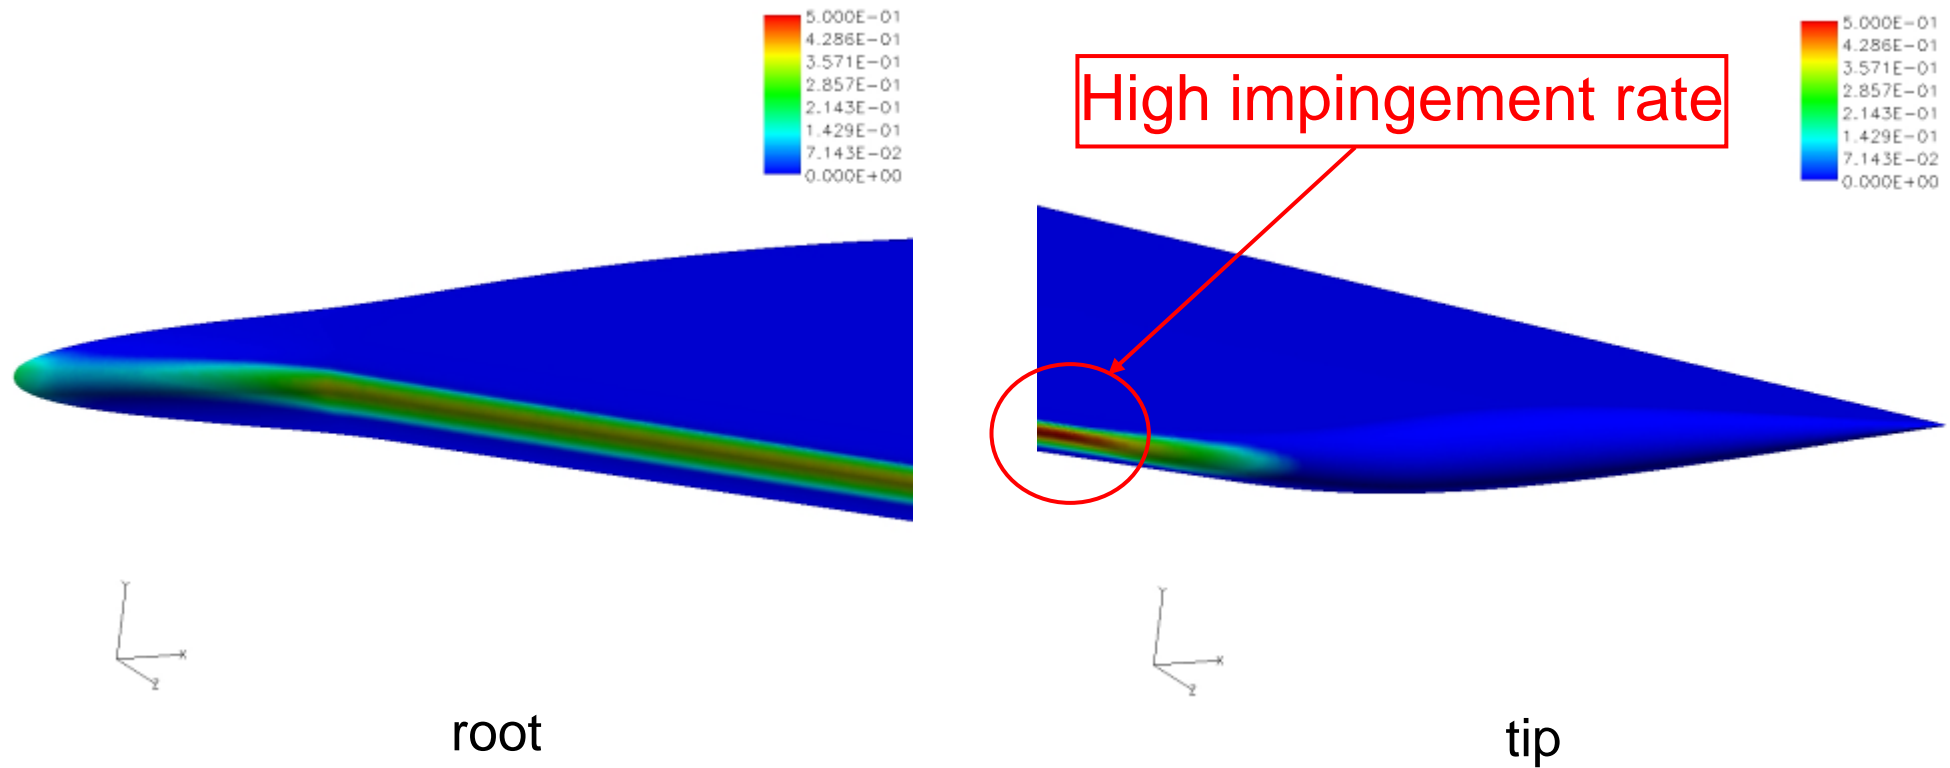 5.000E-01
4.286E-01
3.571E-01
2.857E-01
2.143E-01
1.429E-01
7.143E-02
0.000E+00
Y
X
Z
root
5.000E-01
4.286E-01
3.571E-01
2.857E-01
2.143E-01
1.429E-01
7.143E-02
0.000E+00
High impingement rate
Y
X
Z
tip